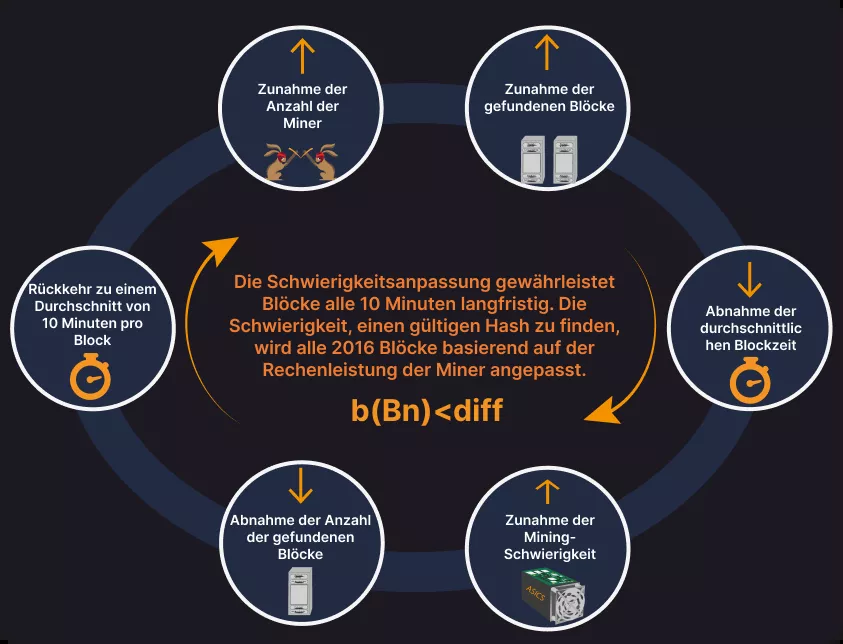 Zunahme der
Anzahl der
Miner
Zunahme der
gefundenen Blöcke
Abnahme der
durchschnittlic
hen Blockzeit
Zunahme der
Mining-
Schwierigkeit
ASICS
Abnahme der Anzahl
der gefundenen
Blöcke
Rückkehr zu einem
Durchschnitt von
10 Minuten pro
Block
Die Schwierigkeitsanpassung gewährleistet
Blöcke alle 10 Minuten langfristig. Die
Schwierigkeit, einen gültigen Hash zu finden,
wird alle 2016 Blöcke basierend auf der
Rechenleistung der Miner angepasst.
b(Bn)<diff